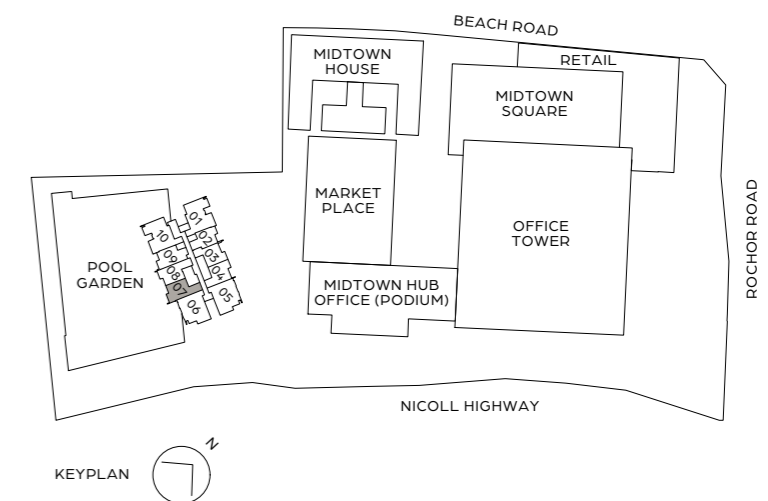 BEACH ROAD
RETAIL
MIDTOWN
HOUSE
MIDTOWN
SQUARE
MARKET
PLACE
OFFICE
TOWER
ROCHOR ROAD
POOL
GARDEN
10
09
08
07
06
01
02
03
04
05
MIDTOWN HUB
OFFICE (PODIUM)
NICOLL HIGHWAY
N
KEYPLAN